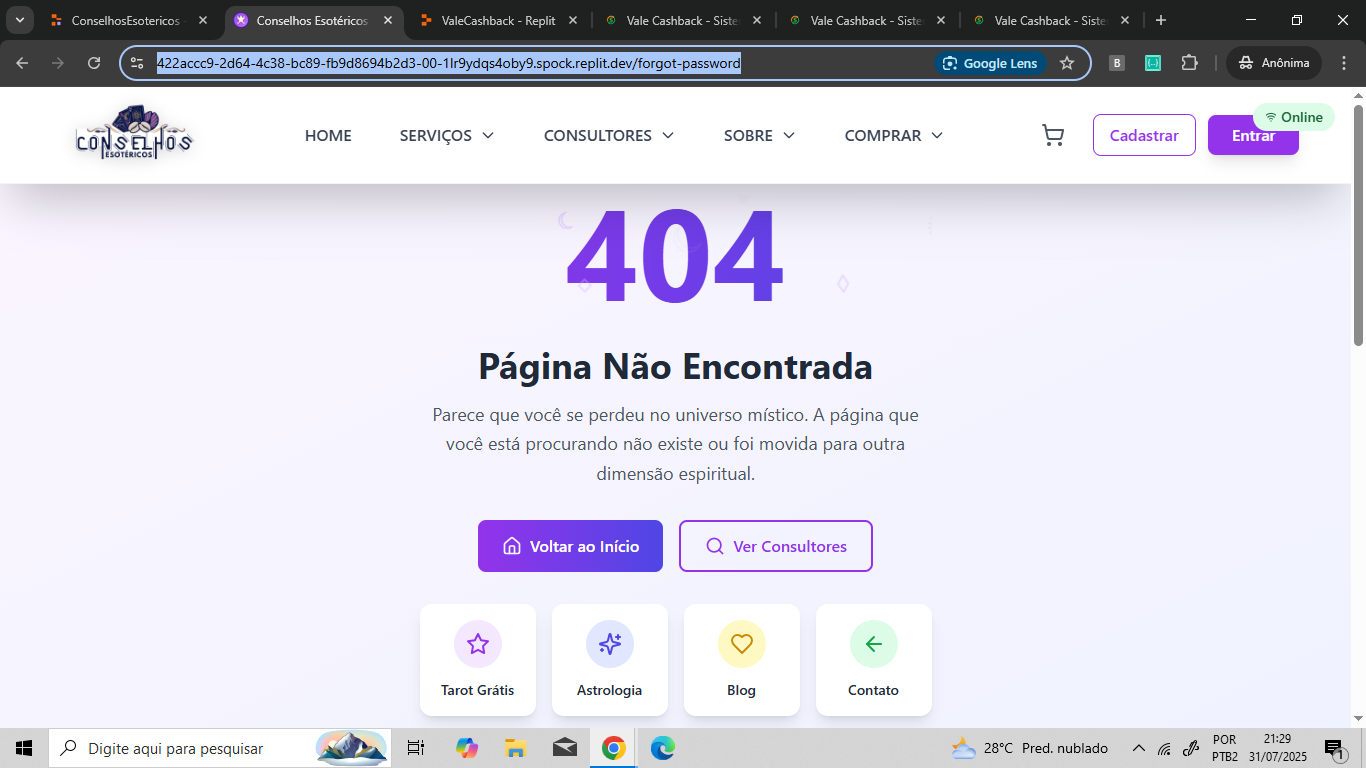 ConselhosEsotericos -
Conselhos Esotéricos
ValeCashback - Replit
Vale Cashback - Siste
Vale Cashback - Siste
Vale Cashback - Siste
422accc9-2d64-4c38-bc89-fb9d8694b2d3-00-1lr9ydqs4oby9.spock.replit.dev/forgot-password
Google Lens
B
Anônima
CONSELHOS
ESOTÉRICOS
HOME
SERVIÇOS
CONSULTORES
SOBRE
COMPRAR
Cadastrar
Entrar
Online
404
Página Não Encontrada
Parece que você se perdeu no universo místico. A página que
você está procurando não existe ou foi movida para outra
dimensão espiritual.
Voltar ao Início
Ver Consultores
Tarot Grátis
Astrologia
Blog
Contato
Digite aqui para pesquisar
28°C Pred. nublado
POR
PTB2
21:29
31/07/2025
1